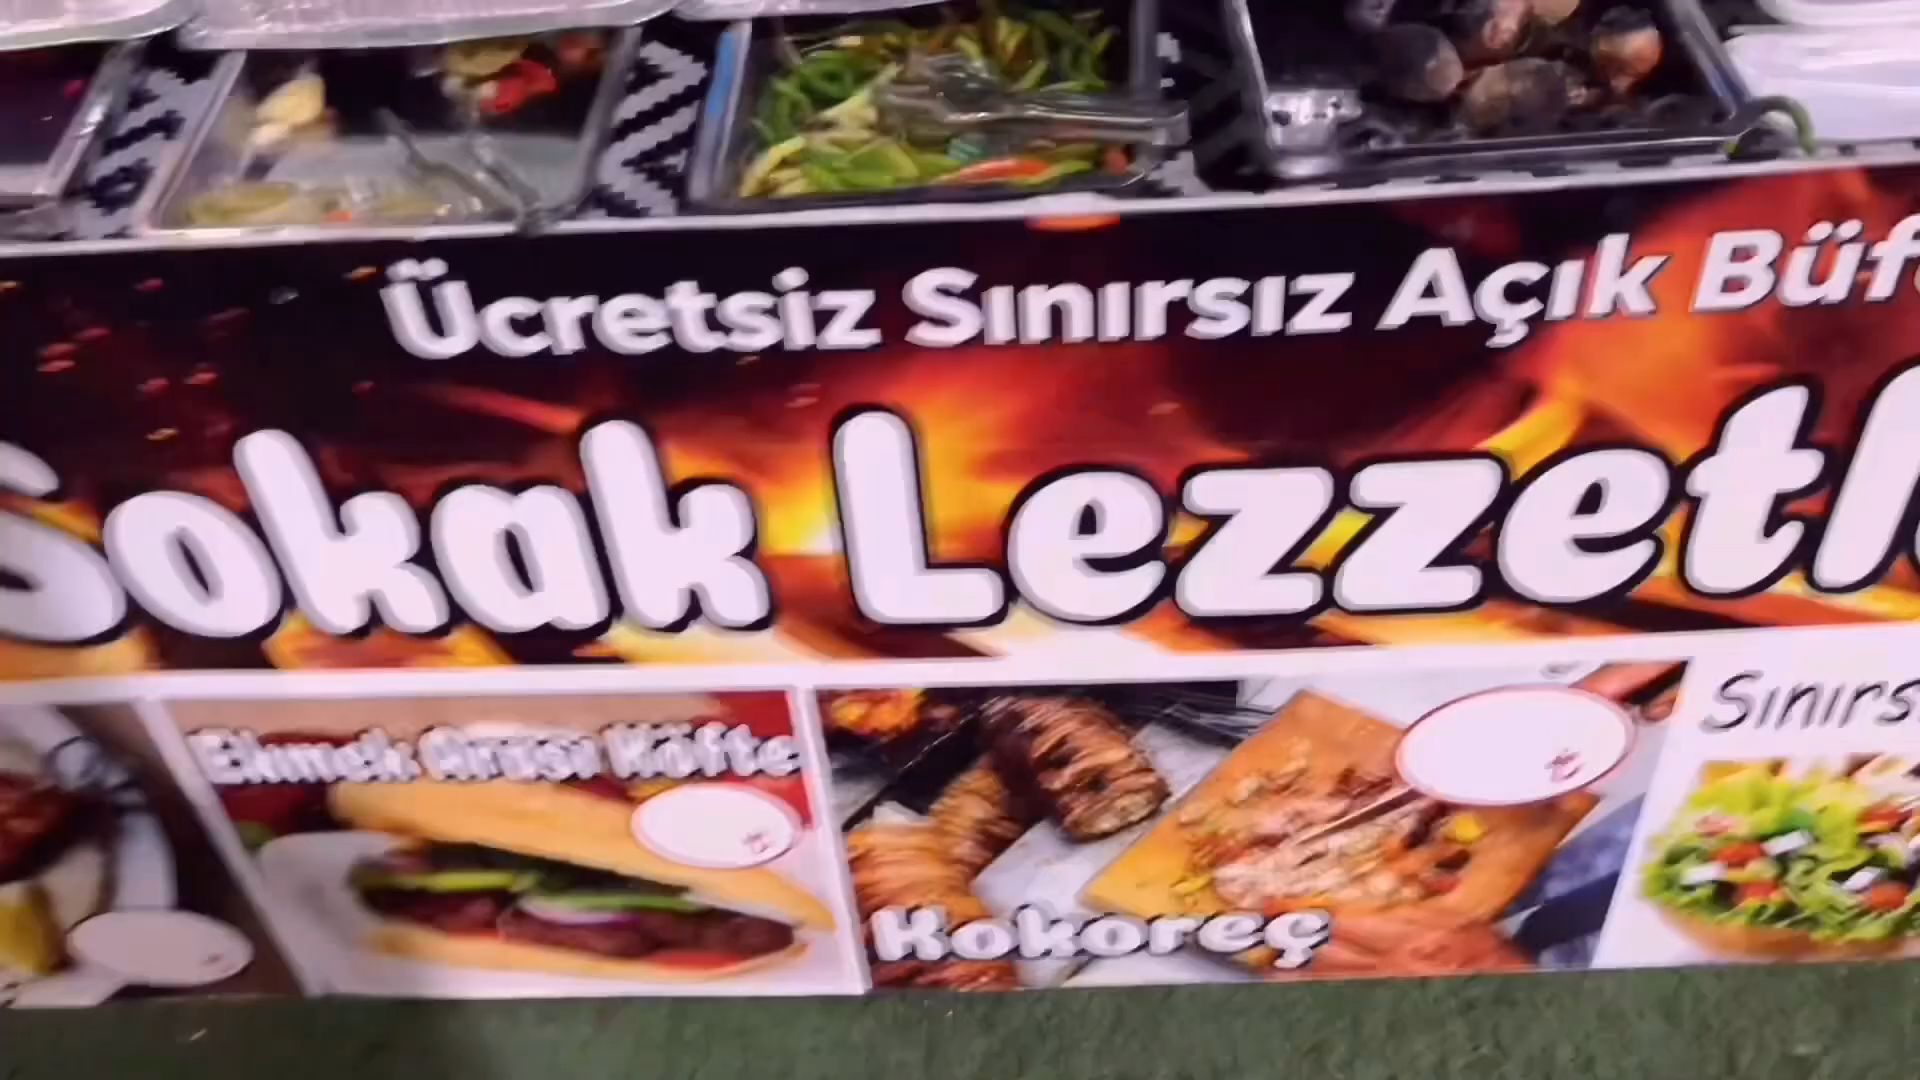 Ücretsiz Sınırsız Açık Büf
Sokak Lezzetl
Ekmek Arası Köfte
Kokoreç
Sınırs
₺
₺